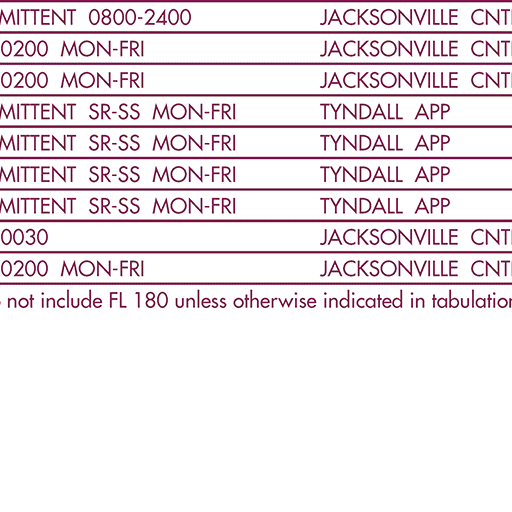 MITTENT 0800-2400 JACKSONVILLE CNT
0200 MON-FRI JACKSONVILLE CNT
0200 MON-FRI JACKSONVILLE CNT
MITTENT SR-SS MON-FRI TYNDALL APP
MITTENT SR-SS MON-FRI TYNDALL APP
MITTENT SR-SS MON-FRI TYNDALL APP
MITTENT SR-SS MON-FRI TYNDALL APP
0030 JACKSONVILLE CNT
0200 MON-FRI JACKSONVILLE CNT
not include FL 180 unless otherwise indicated in tabulation